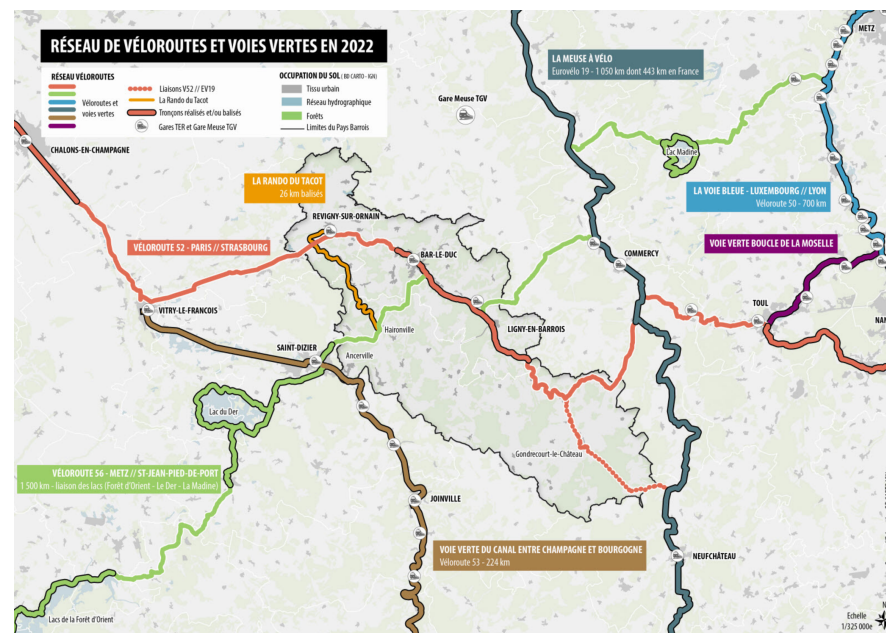 RÉSEAU DE VÉLOROUTES ET VOIES VERTES EN 2022
RÉSEAU VÉLOROUTES
Véloroutes et
voies vertes
Liaisons V52 // EV19
La Rando du Tacot
Tronçons réalisés et/ou balisés
Gares TER et Gare Meuse TGV
OCCUPATION DU SOL ( BD CARTO - IGN)
Tissu urbain
Réseau hydrographique
Forêts
Limites du Pays Barrois
METZ
LA MEUSE À VÉLO
Eurovélo 19 - 1 050 km dont 443 km en France
Gare Meuse TGV
CHALONS-EN-CHAMPAGNE
Lac Madine
LA RANDO DU TACOT
26 km balisés
LA VOIE BLEUE - LUXEMBOURG // LYON
Véloroute 50 - 700 km
REVIGNY-SUR-ORNAIN
VÉLOROUTE 52 - PARIS // STRASBOURG
BAR-LE-DUC
COMMERCY
VOIE VERTE BOUCLE DE LA MOSELLE
TOUL
VITRY-LE-FRANCOIS
NAN
Haironville
LIGNY-EN-BARROIS
SAINT-DIZIER
Ancerville
Lac du Der
Gondrecourt-le-Château
VÉLOROUTE 56 - METZ // ST-JEAN-PIED-DE-PORT
1 500 km - liaison des lacs (Forêt d'Orient - Le Der - La Madine)
JOINVILLE
VOIE VERTE DU CANAL ENTRE CHAMPAGNE ET BOURGOGNE
Véloroute 53 - 224 km
NEUFCHÂTEAU
Lacs de la Forêt d'Orient
N
Echelle
1/325 000e